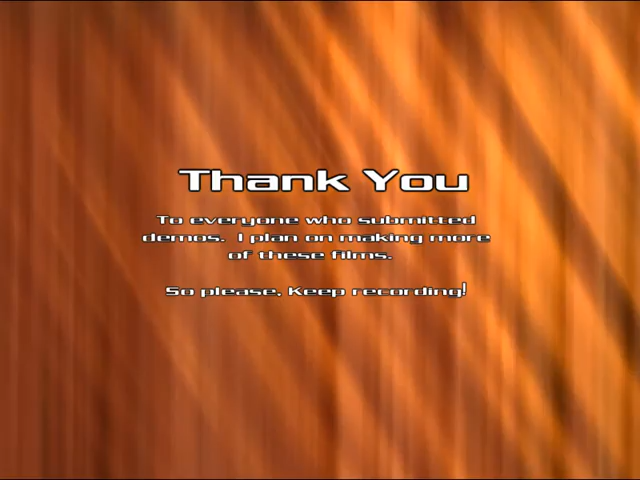 Thank You
To everyone who submitted
demos. I plan on making more
of these films.
So please, Keep recording!